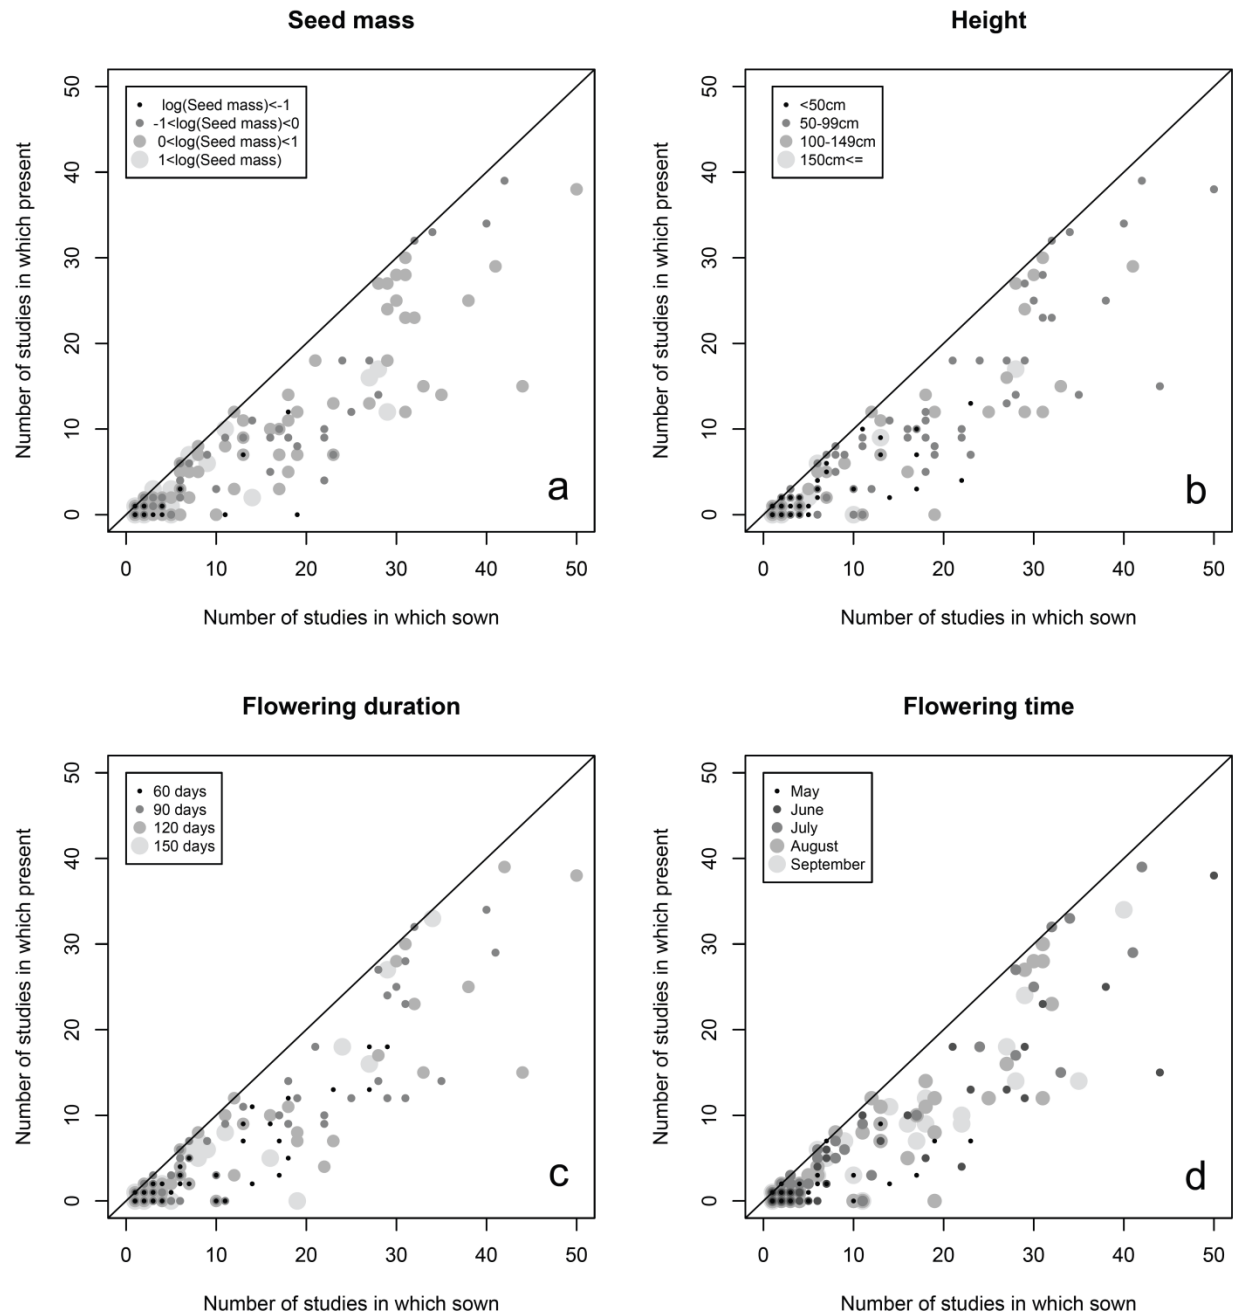 Seed mass
Number of studies in which present
50
40
30
20
10
0
log(Seed mass)<-1
-1<log(Seed mass)<0
0<log(Seed mass)<1
1<log(Seed mass)
a
0 10 20 30 40 50
Number of studies in which sown
Height
Number of studies in which present
50
40
30
20
10
0
<50cm
50-99cm
100-149cm
150cm<=
b
0 10 20 30 40 50
Number of studies in which sown
Flowering duration
Number of studies in which present
50
40
30
20
10
0
60 days
90 days
120 days
150 days
c
0 10 20 30 40 50
Number of studies in which sown
Flowering time
Number of studies in which present
50
40
30
20
10
0
May
June
July
August
September
d
0 10 20 30 40 50
Number of studies in which sown